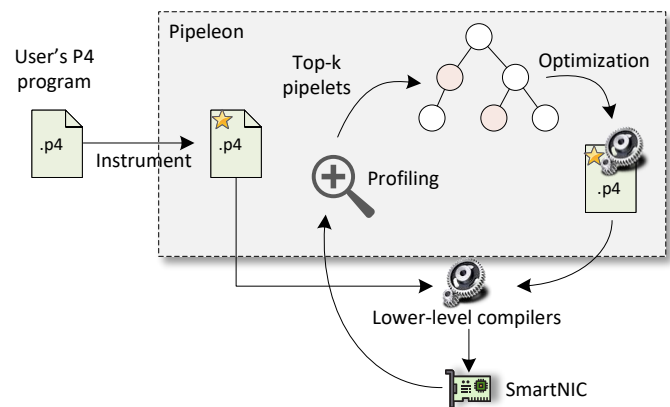 Pipeleon
User's P4
program
.p4
Instrument
.p4
Top-k
pipelets
Profiling
Optimization
.p4
Lower-level compilers
SmartNIC